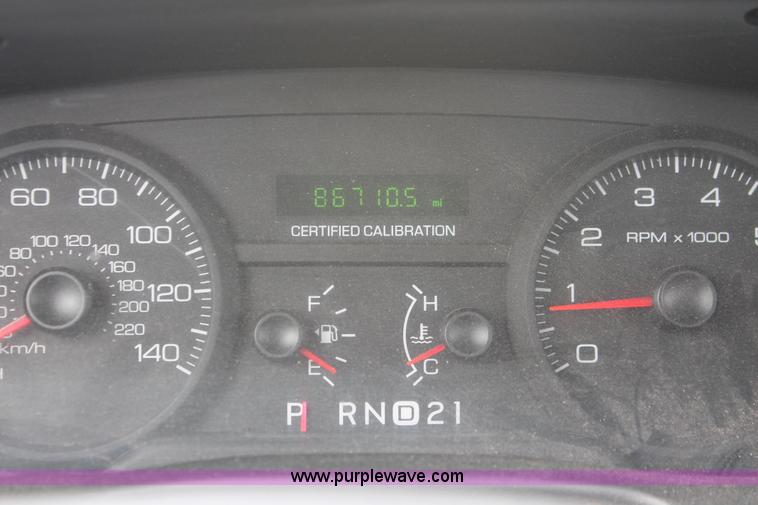 86710.5 mi
CERTIFIED CALIBRATION
60 80 100 120 140
80 100 120 140 160 180 200 220
km/h
F
E
H
C
0 1 2 3 4
RPM x 1000
P R N D 2 1
www.purplewave.com